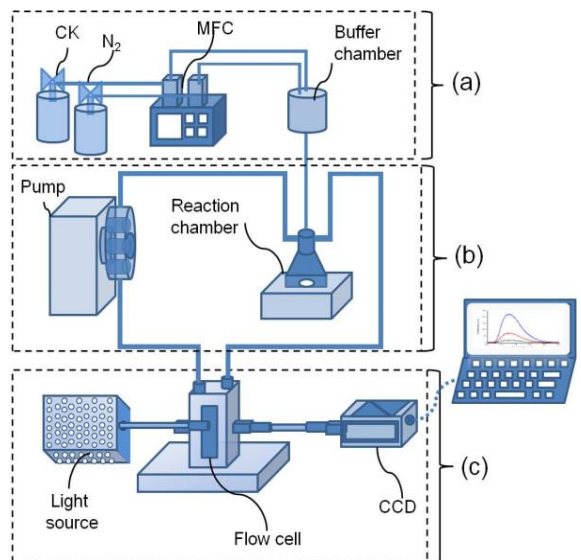 CK
N2
MFC
Buffer
chamber
(a)
Pump
Reaction
chamber
(b)
Light
source
Flow cell
CCD
(c)